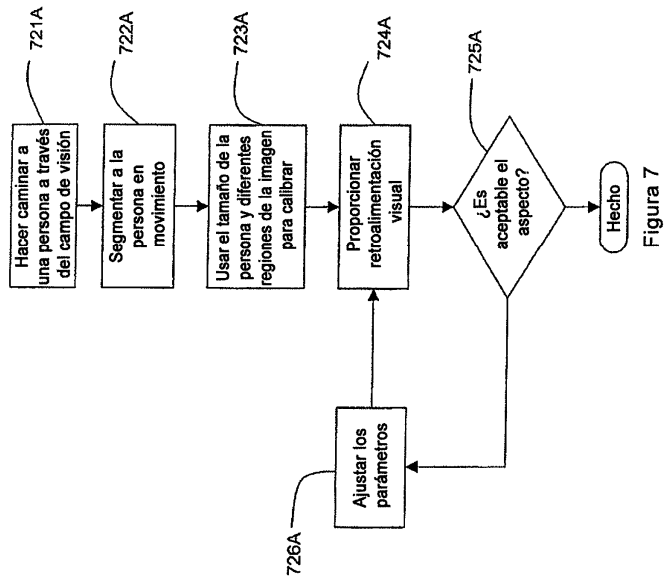 721A
Hacer caminar a
una persona a través
del campo de visión
722A
Segmentar a la
persona en
movimiento
723A
Usar el tamaño de la
persona y diferentes
regiones de la imagen
para calibrar
724A
Proporcionar
retroalimentación
visual
725A
¿Es
aceptable el
aspecto?
726A
Ajustar los
parámetros
Hecho
Figura 7